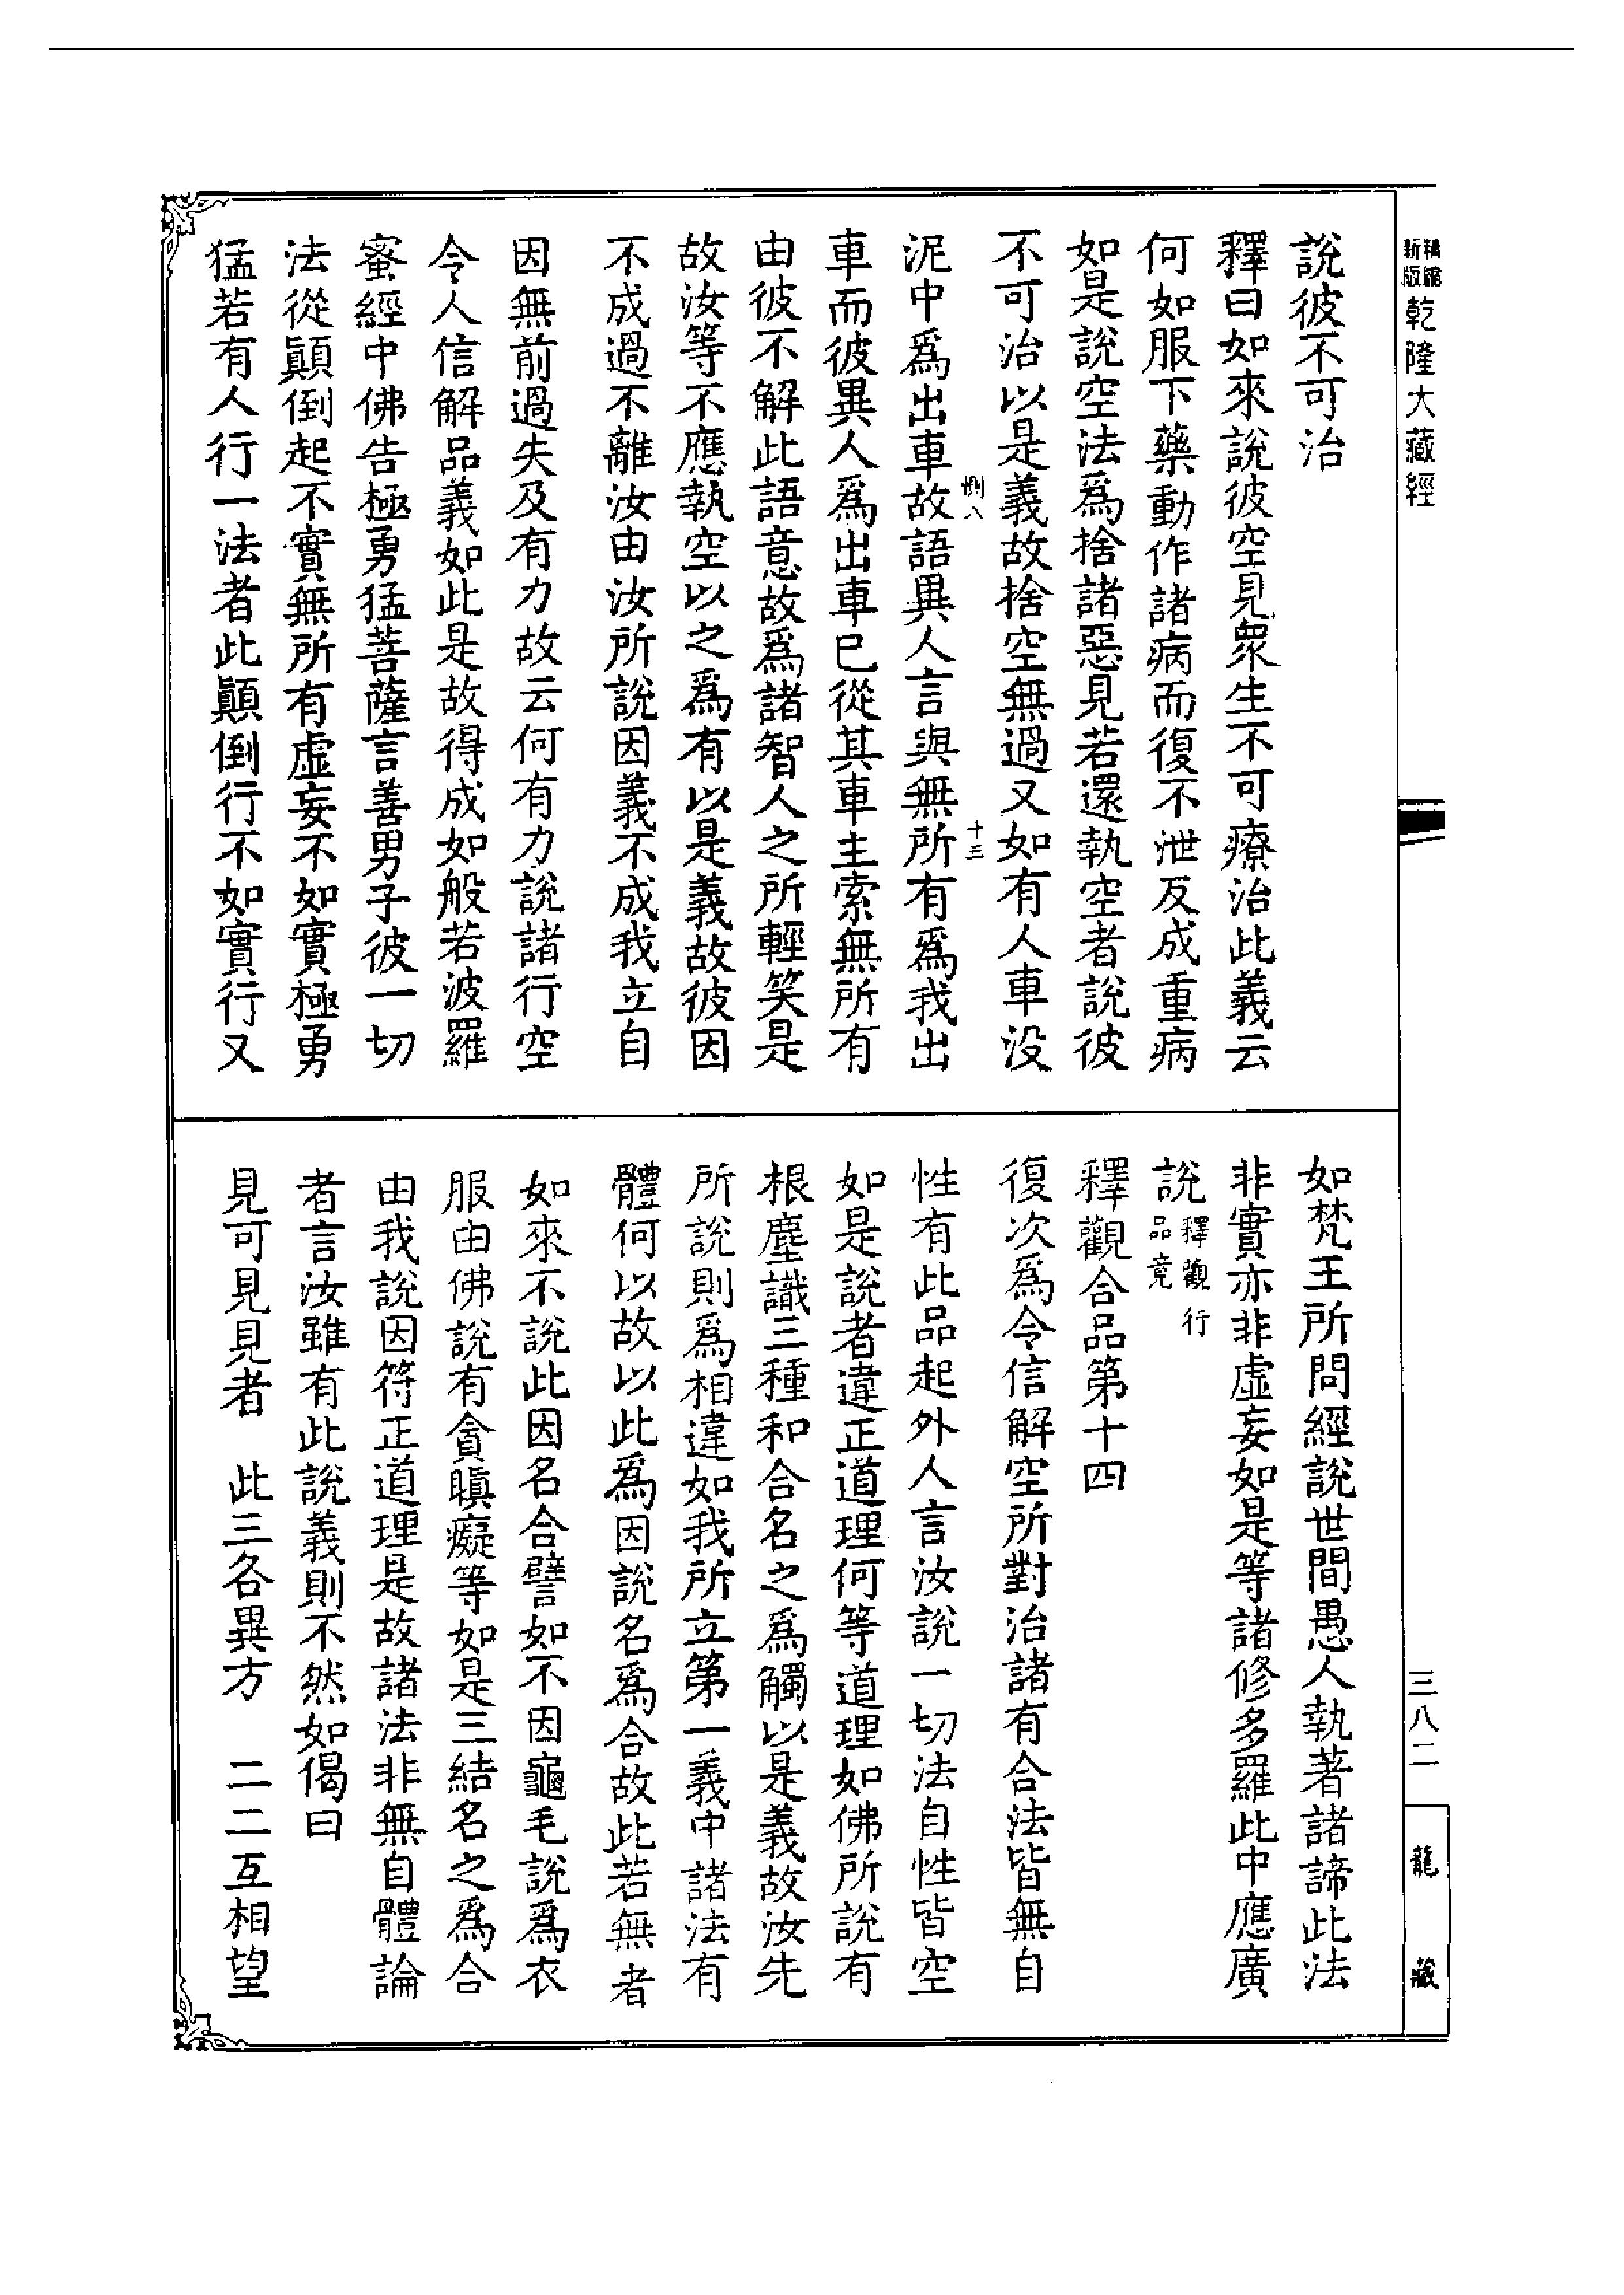 精縮新版乾隆大藏經
三八二
龍藏
說彼不可治
釋曰如來說彼空見衆生不可療治此義云
何如服下藥動作諸病而復不泄反成重病
如是說空法爲捨諸惡見若還執空者說彼
不可治以是義故捨空無過又如有人車没
惻八 十三
泥中爲出車故語異人言與無所有爲我出
車而彼異人爲出車已從其車主索無所有
由彼不解此語意故爲諸智人之所輕笑是
故汝等不應執空以之爲有以是義故彼因
不成過不離汝由汝所說因義不成我立自
因無前過失及有力故云何有力說諸行空
令人信解品義如此是故得成如般若波羅
蜜經中佛告極勇猛菩薩言善男子彼一切
法從顚倒起不實無所有虛妄不如實極勇
猛若有人行一法者此顚倒行不如實行又
如梵王所問經說世間愚人執著諸諦此法
非實亦非虛妄如是等諸修多羅此中應廣
說釋觀行品竟
釋觀合品第十四
復次爲令信解空所對治諸有合法皆無自
性有此品起外人言汝說一切法自性皆空
如是說者違正道理何等道理如佛所說有
根塵識三種和合名之爲觸以是義故汝先
所說則爲相違如我所立第一義中諸法有
體何以故以此爲因說名爲合故此若無者
如來不說此因名合譬如不因龜毛說爲衣
服由佛說有貪瞋癡等如是三結名之爲合
由我說因符正道理是故諸法非無自體論
者言汝雖有此說義則不然如偈曰
見可見見者　此三各異方　二二互相望